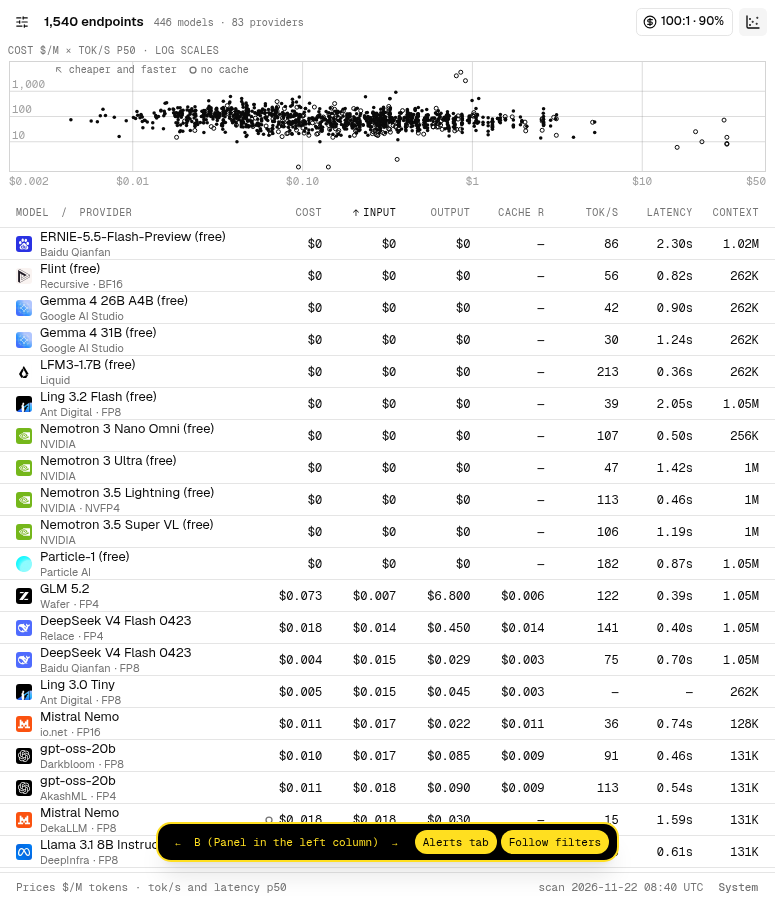 1,540 endpoints 446 models · 83 providers 100:1 · 90%
COST $/M × TOK/S P50 · LOG SCALES
↖ cheaper and faster ○ no cache
1,000
100
10
$0.002 $0.01 $0.10 $1 $10 $50
MODEL / PROVIDER COST ↑ INPUT OUTPUT CACHE R TOK/S LATENCY CONTEXT
ERNIE-5.5-Flash-Preview (free)
Baidu Qianfan
$0 $0 $0 — 86 2.30s 1.02M
Flint (free)
Recursive · BF16
$0 $0 $0 — 56 0.82s 262K
Gemma 4 26B A4B (free)
Google AI Studio
$0 $0 $0 — 42 0.90s 262K
Gemma 4 31B (free)
Google AI Studio
$0 $0 $0 — 30 1.24s 262K
LFM3-1.7B (free)
Liquid
$0 $0 $0 — 213 0.36s 262K
Ling 3.2 Flash (free)
Ant Digital · FP8
$0 $0 $0 — 39 2.05s 1.05M
Nemotron 3 Nano Omni (free)
NVIDIA
$0 $0 $0 — 107 0.50s 256K
Nemotron 3 Ultra (free)
NVIDIA
$0 $0 $0 — 47 1.42s 1M
Nemotron 3.5 Lightning (free)
NVIDIA · NVFP4
$0 $0 $0 — 113 0.46s 1M
Nemotron 3.5 Super VL (free)
NVIDIA
$0 $0 $0 — 106 1.19s 1M
Particle-1 (free)
Particle AI
$0 $0 $0 — 182 0.87s 1.05M
GLM 5.2
Wafer · FP4
$0.073 $0.007 $6.800 $0.006 122 0.39s 1.05M
DeepSeek V4 Flash 0423
Relace · FP4
$0.018 $0.014 $0.450 $0.014 141 0.40s 1.05M
DeepSeek V4 Flash 0423
Baidu Qianfan · FP8
$0.004 $0.015 $0.029 $0.003 75 0.70s 1.05M
Ling 3.0 Tiny
Ant Digital · FP8
$0.005 $0.015 $0.045 $0.003 — — 262K
Mistral Nemo
io.net · FP16
$0.011 $0.017 $0.022 $0.011 36 0.74s 128K
gpt-oss-20b
Darkbloom · FP8
$0.010 $0.017 $0.085 $0.009 91 0.46s 131K
gpt-oss-20b
AkashML · FP4
$0.011 $0.018 $0.090 $0.009 113 0.54s 131K
Mistral Nemo
DekaLLM · FP8
○ $0.018 $0.018 $0.030 — 15 1.59s 131K
Llama 3.1 8B Instruc
DeepInfra · FP8
0.61s 131K
← B (Panel in the left column) → Alerts tab Follow filters
Prices $/M tokens · tok/s and latency p50 scan 2026-11-22 08:40 UTC System